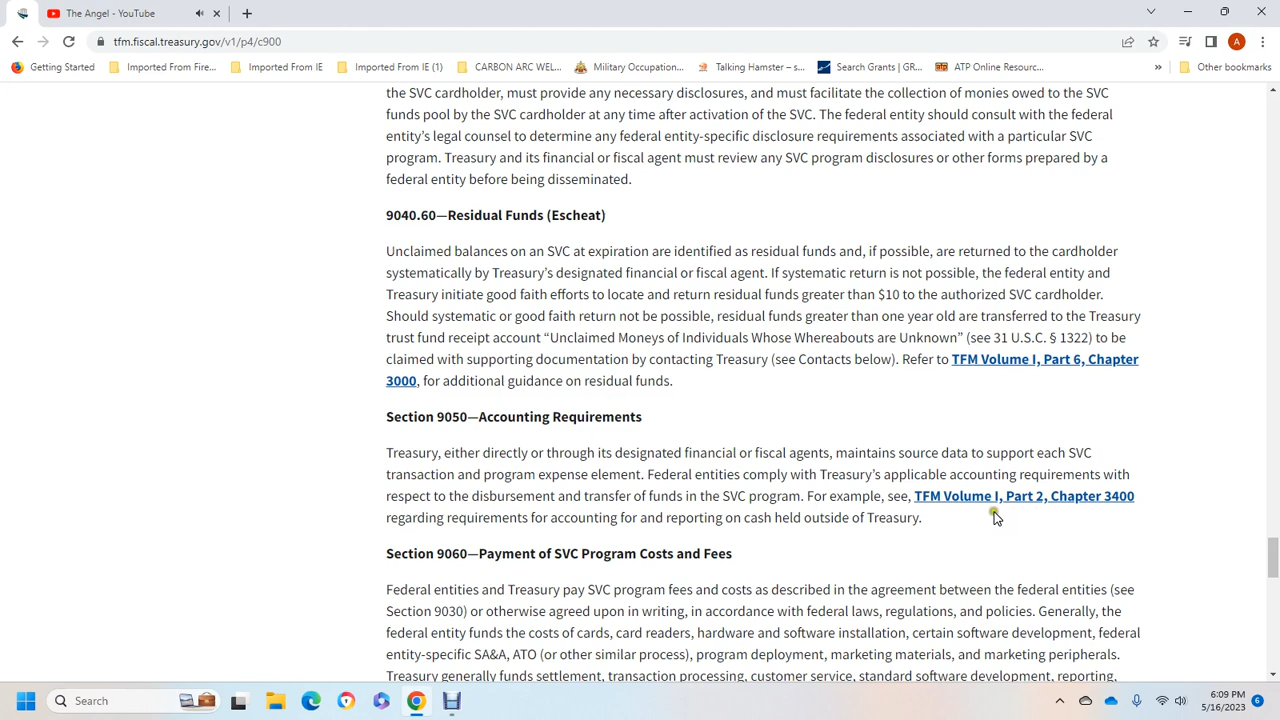 The Angel - YouTube
tfm.fiscal.treasury.gov/v1/p4/c900
A
Getting Started
Imported From Fire...
Imported From IE
Imported From IE (1)
CARBON ARC WEL...
Military Occupation...
Talking Hamster – s...
Search Grants | GR...
ATP Online Resourc...
»
Other bookmarks
the SVC cardholder, must provide any necessary disclosures, and must facilitate the collection of monies owed to the SVC
funds pool by the SVC cardholder at any time after activation of the SVC. The federal entity should consult with the federal
entity’s legal counsel to determine any federal entity-specific disclosure requirements associated with a particular SVC
program. Treasury and its financial or fiscal agent must review any SVC program disclosures or other forms prepared by a
federal entity before being disseminated.
9040.60—Residual Funds (Escheat)
Unclaimed balances on an SVC at expiration are identified as residual funds and, if possible, are returned to the cardholder
systematically by Treasury’s designated financial or fiscal agent. If systematic return is not possible, the federal entity and
Treasury initiate good faith efforts to locate and return residual funds greater than $10 to the authorized SVC cardholder.
Should systematic or good faith return not be possible, residual funds greater than one year old are transferred to the Treasury
trust fund receipt account “Unclaimed Moneys of Individuals Whose Whereabouts are Unknown” (see 31 U.S.C. § 1322) to be
claimed with supporting documentation by contacting Treasury (see Contacts below). Refer to TFM Volume I, Part 6, Chapter
3000, for additional guidance on residual funds.
Section 9050—Accounting Requirements
Treasury, either directly or through its designated financial or fiscal agents, maintains source data to support each SVC
transaction and program expense element. Federal entities comply with Treasury’s applicable accounting requirements with
respect to the disbursement and transfer of funds in the SVC program. For example, see, TFM Volume I, Part 2, Chapter 3400
regarding requirements for accounting for and reporting on cash held outside of Treasury.
Section 9060—Payment of SVC Program Costs and Fees
Federal entities and Treasury pay SVC program fees and costs as described in the agreement between the federal entities (see
Section 9030) or otherwise agreed upon in writing, in accordance with federal laws, regulations, and policies. Generally, the
federal entity funds the costs of cards, card readers, hardware and software installation, certain software development, federal
entity-specific SA&A, ATO (or other similar process), program deployment, marketing materials, and marketing peripherals.
Treasury generally funds settlement, transaction processing, customer service, standard software development, reporting,
Search
6:09 PM
5/16/2023
6